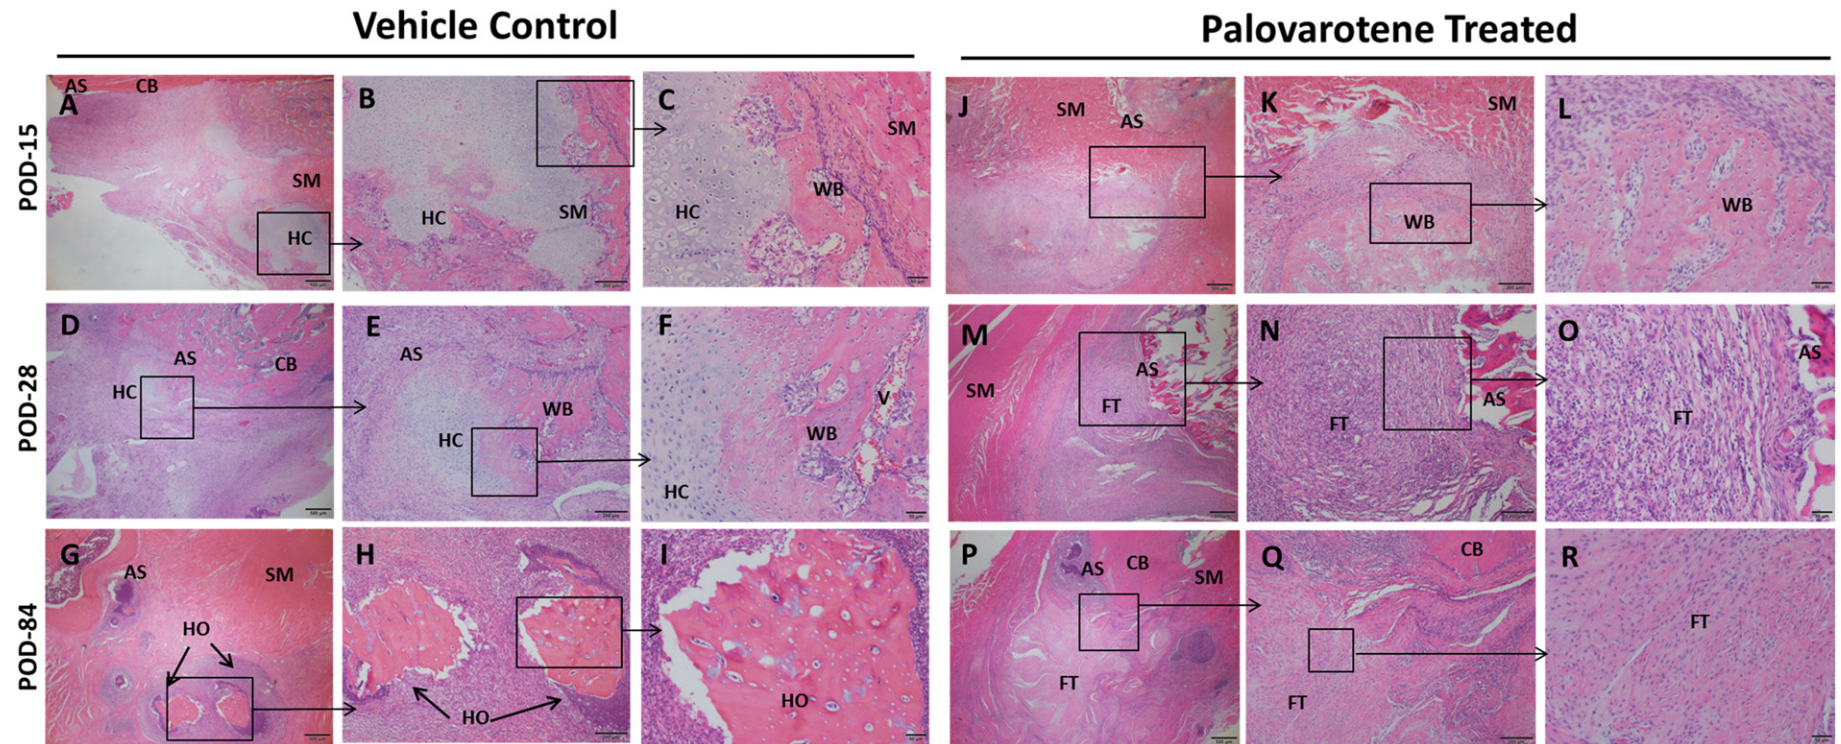 Vehicle Control
Palovarotene Treated
POD-15
A
AS
CB
SM
HC
B
HC
SM
C
SM
WB
HC
J
SM
AS
K
SM
WB
L
WB
POD-28
D
AS
CB
HC
E
AS
WB
HC
F
V
WB
HC
M
SM
AS
FT
N
FT
AS
O
AS
FT
POD-84
G
AS
SM
HO
H
HO
I
HO
P
AS
CB
SM
FT
Q
CB
FT
R
FT